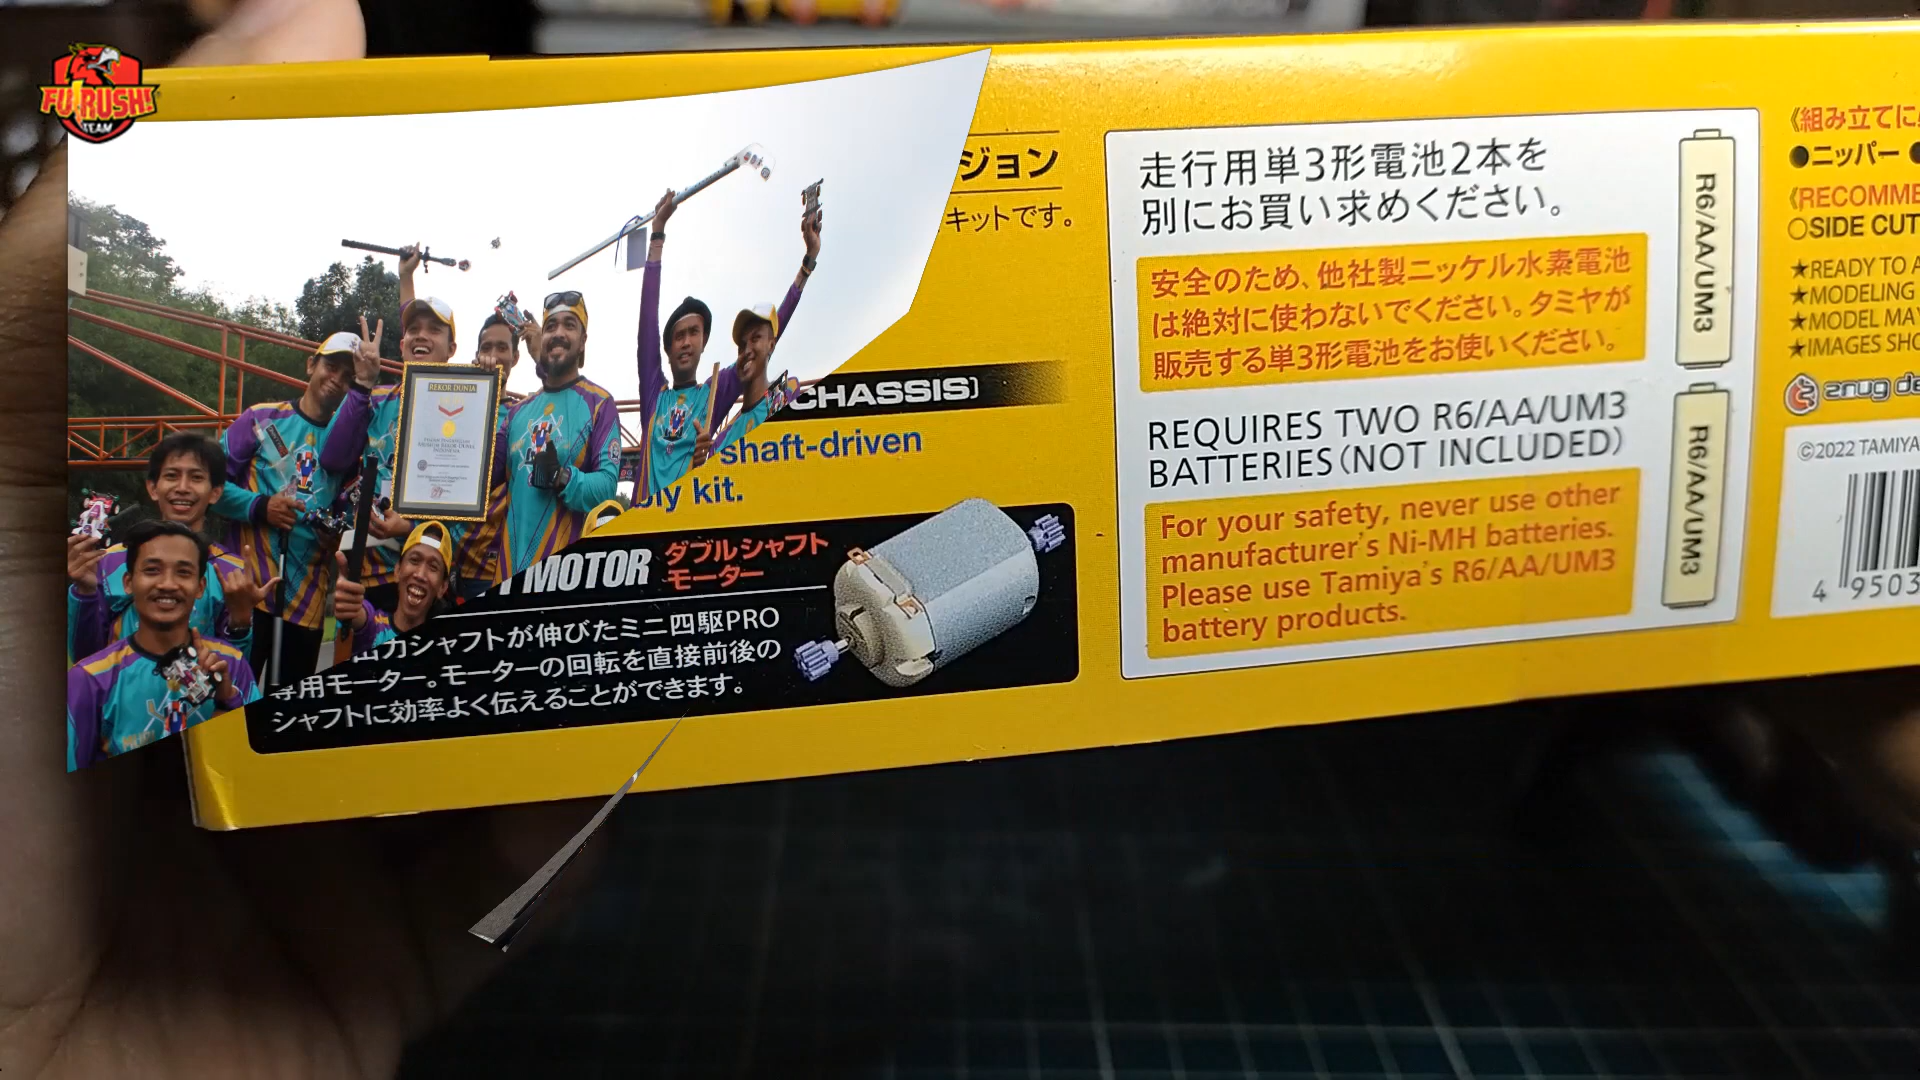 FU RUSH!
TEAM
REKOR DUNIA
INDONESIA
ジョン
キットです。
CHASSIS)
shaft-driven
bly kit.
MOTOR
ダブルシャフト
モーター
出力シャフトが伸びたミニ四駆PRO
専用モーター。モーターの回転を直接前後の
シャフトに効率よく伝えることができます。
走行用単3形電池2本を
別にお買い求めください。
安全のため、他社製ニッケル水素電池
は絶対に使わないでください。タミヤが
販売する単3形電池をお使いください。
REQUIRES TWO R6/AA/UM3
BATTERIES (NOT INCLUDED)
For your safety, never use other
manufacturer's Ni-MH batteries.
Please use Tamiya's R6/AA/UM3
battery products.
R6/AA/UM3
R6/AA/UM3
《組み立てに
●ニッパー
《RECOMME
○SIDE CUT
★READY TO A
★MODELING
★MODEL MAY
★IMAGES SHO
©2022 TAMIYA
4 9503